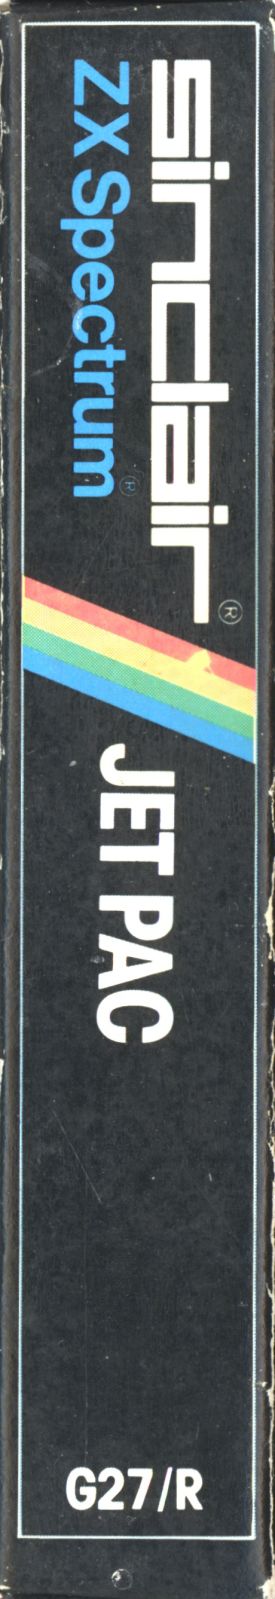 sinclair®
ZX Spectrum®
JET PAC
G27/R